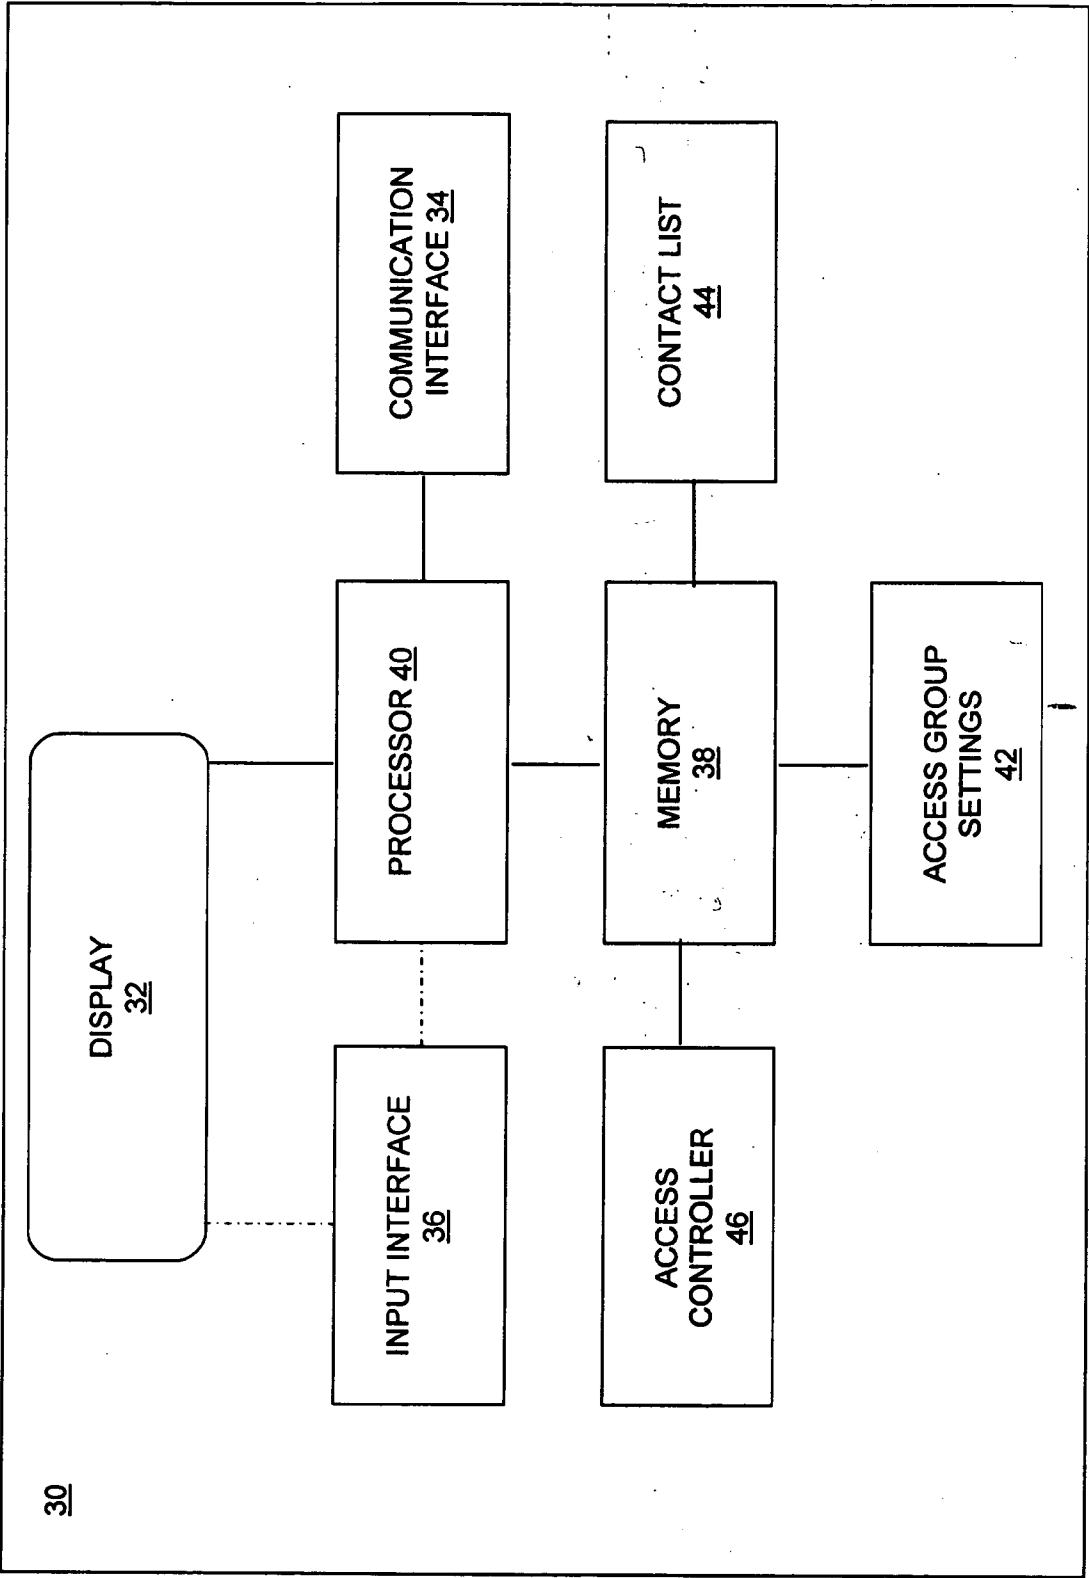 30
DISPLAY
32
INPUT INTERFACE
36
PROCESSOR 40
COMMUNICATION
INTERFACE 34
ACCESS
CONTROLLER
46
MEMORY
38
CONTACT LIST
44
ACCESS GROUP
SETTINGS
42